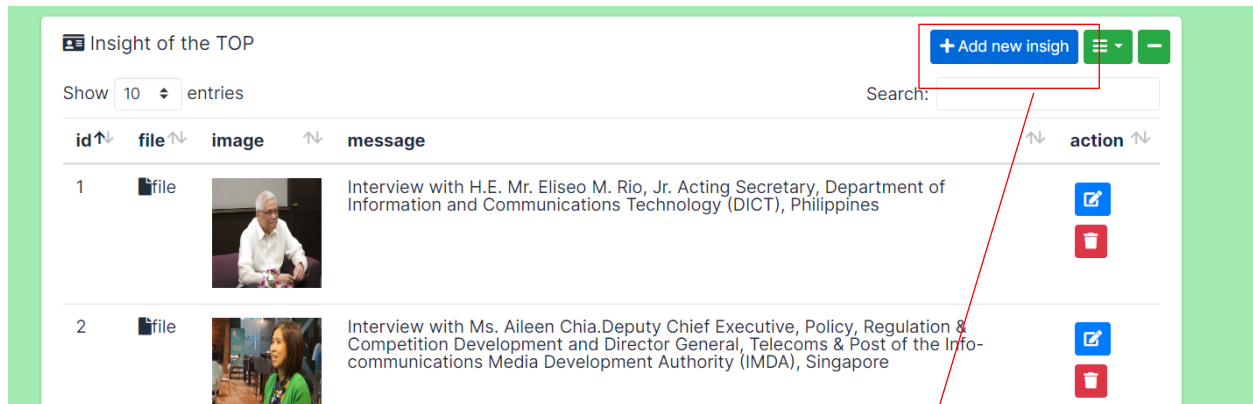 Insight of the TOP
Add new insigh
Show 10 entries
Search:
id file image message action
1 file Interview with H.E. Mr. Eliseo M. Rio, Jr. Acting Secretary, Department of
Information and Communications Technology (DICT), Philippines
2 file Interview with Ms. Aileen Chia.Deputy Chief Executive, Policy, Regulation &
Competition Development and Director General, Telecoms & Post of the Info-
communications Media Development Authority (IMDA), Singapore